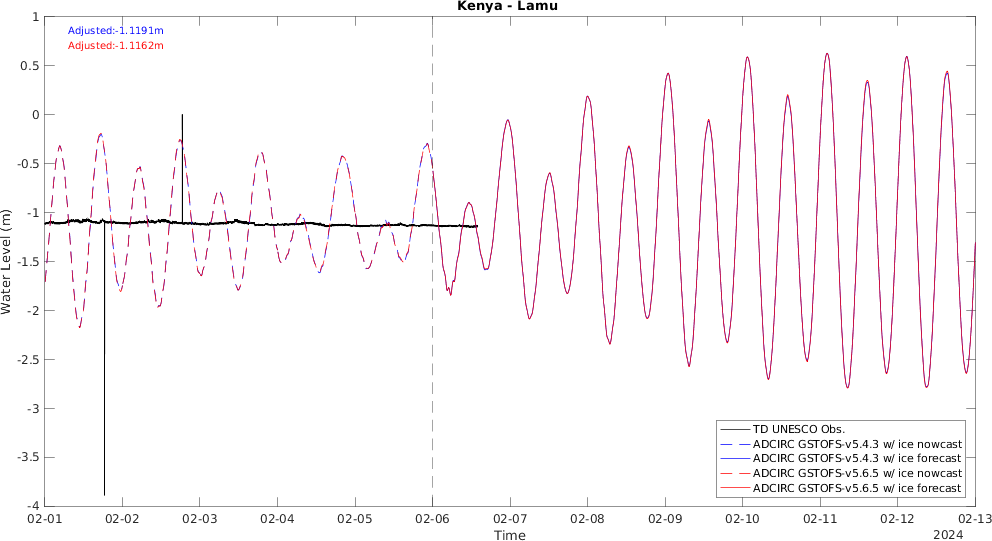 Kenya - Lamu
Adjusted:-1.1191m
Adjusted:-1.1162m
1
0.5
0
-0.5
-1
-1.5
-2
-2.5
-3
-3.5
-4
Water Level (m)
TD UNESCO Obs.
ADCIRC GSTOFS-v5.4.3 w/ ice nowcast
ADCIRC GSTOFS-v5.4.3 w/ ice forecast
ADCIRC GSTOFS-v5.6.5 w/ ice nowcast
ADCIRC GSTOFS-v5.6.5 w/ ice forecast
02-01 02-02 02-03 02-04 02-05 02-06 02-07 02-08 02-09 02-10 02-11 02-12 02-13
Time
2024